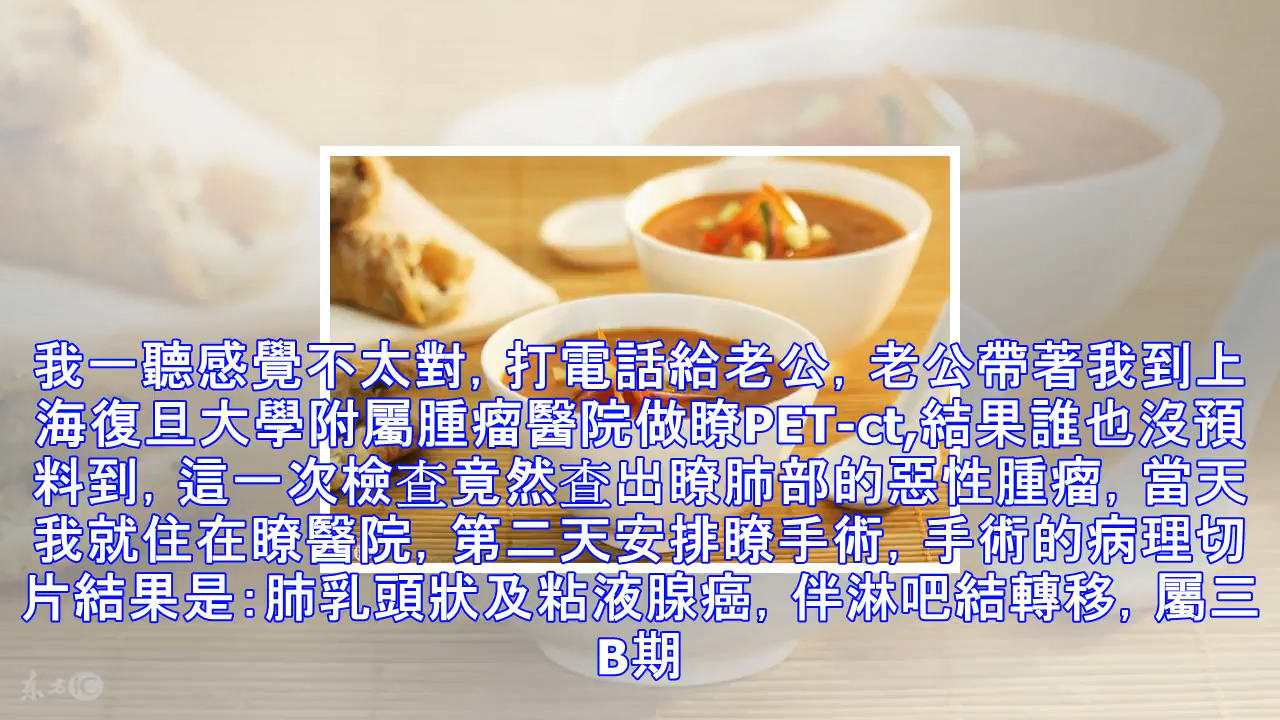 我一聽感覺不太對, 打電話給老公, 老公帶著我到上
海復旦大學附屬腫瘤醫院做瞭PET-ct,結果誰也沒預
料到, 這一次檢查竟然查出瞭肺部的惡性腫瘤, 當天
我就住在瞭醫院, 第二天安排瞭手術, 手術的病理切
片結果是:肺乳頭狀及粘液腺癌, 伴淋吧結轉移, 屬三
B期
东方IC